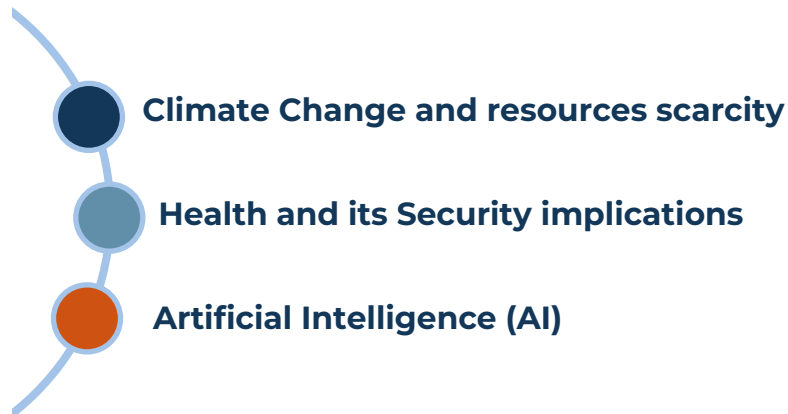 Climate Change and resources scarcity
Health and its Security implications
Artificial Intelligence (AI)